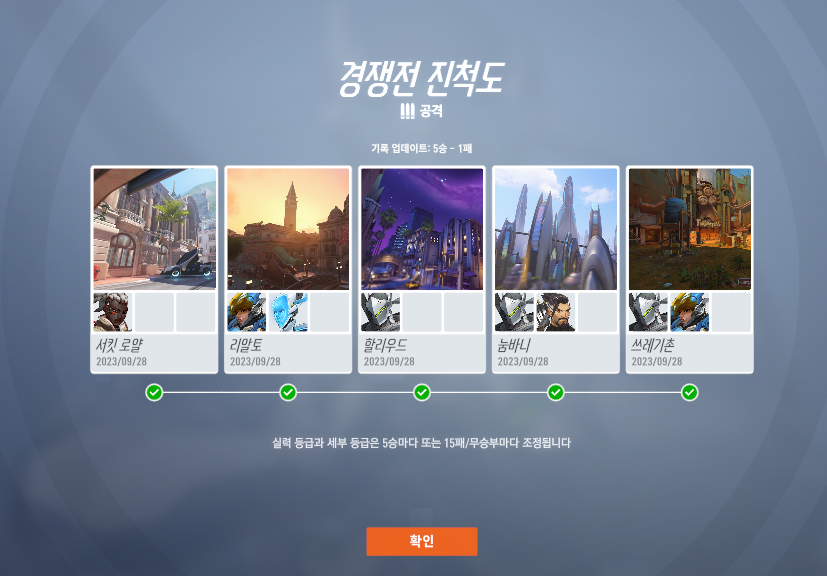 경쟁전 진척도
공격
기록 업데이트: 5승 - 1패
서킷 로얄
2023/09/28
리알토
2023/09/28
할리우드
2023/09/28
눔바니
2023/09/28
쓰레기촌
2023/09/28
실력 등급과 세부 등급은 5승마다 또는 15패/무승부마다 조정됩니다
확인